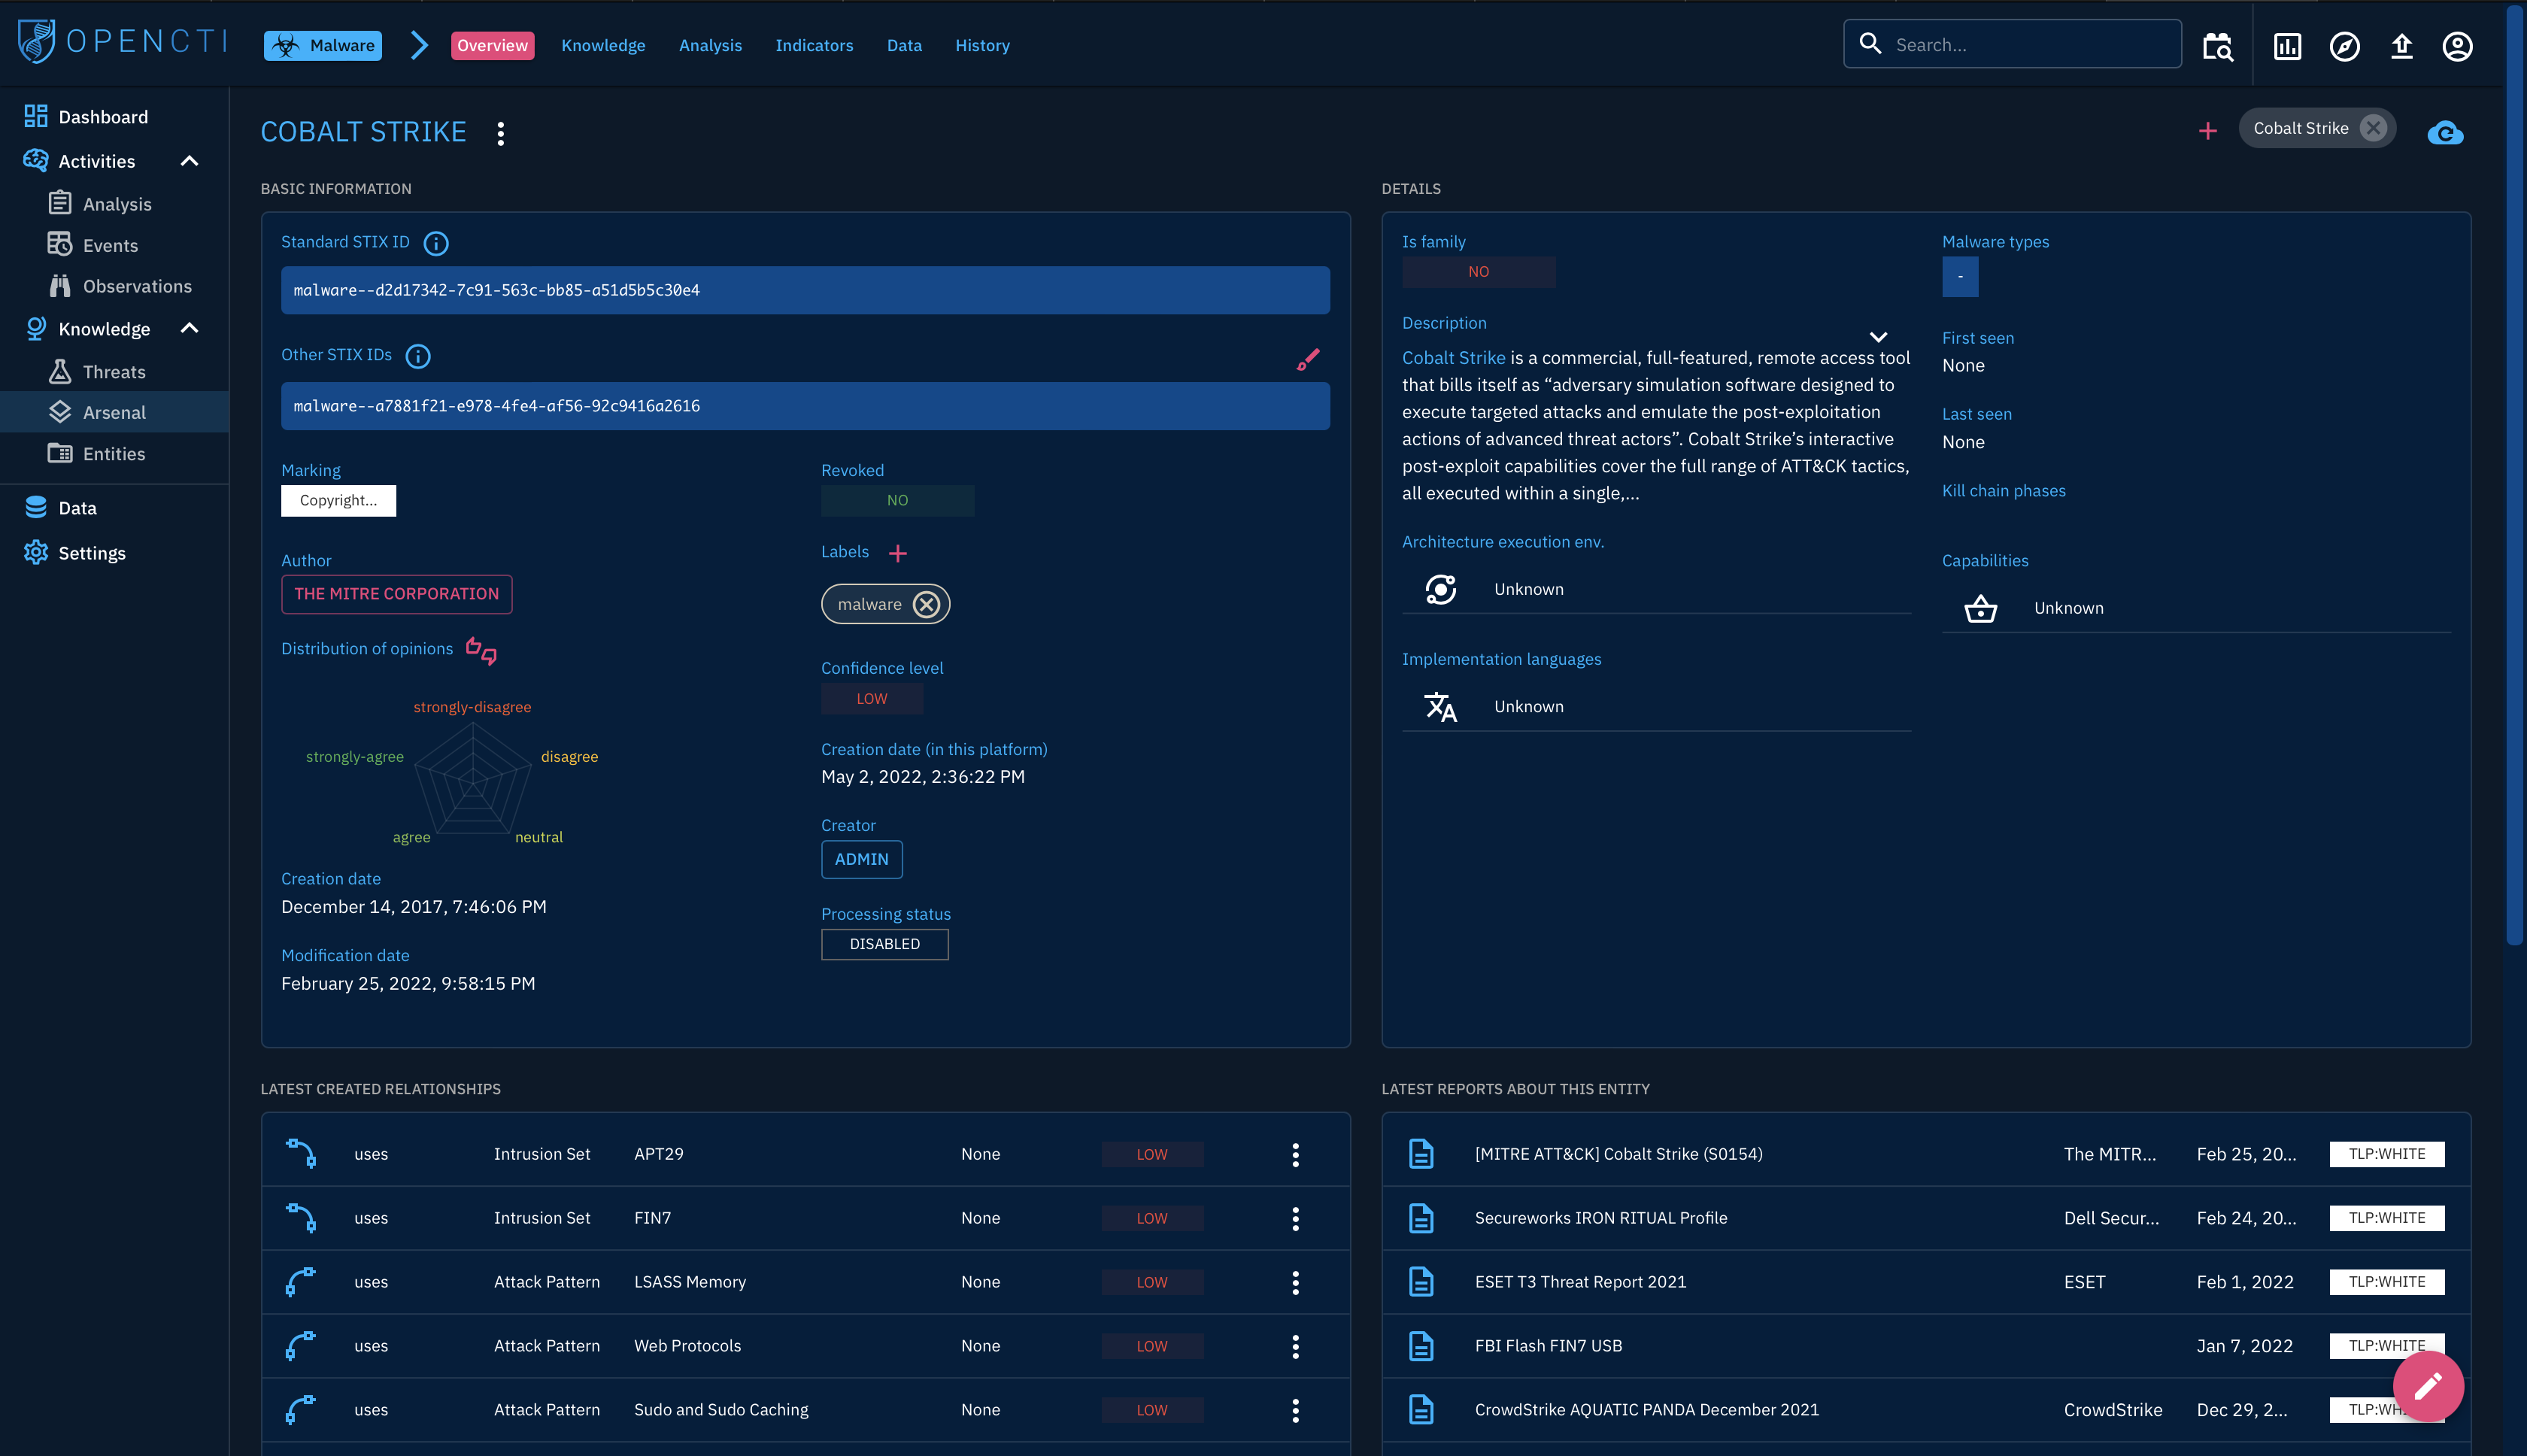 OPENCTI
Malware
Overview
Knowledge
Analysis
Indicators
Data
History
Search...
Dashboard
Activities
Analysis
Events
Observations
Knowledge
Threats
Arsenal
Entities
Data
Settings
COBALT STRIKE
Cobalt Strike
BASIC INFORMATION
Standard STIX ID
malware--d2d17342-7c91-563c-bb85-a51d5b5c30e4
Other STIX IDs
malware--a7881f21-e978-4fe4-af56-92c9416a2616
Marking
Copyright...
Author
THE MITRE CORPORATION
Distribution of opinions
strongly-disagree
strongly-agree
disagree
agree
neutral
Creation date
December 14, 2017, 7:46:06 PM
Modification date
February 25, 2022, 9:58:15 PM
Revoked
NO
Labels
malware
Confidence level
LOW
Creation date (in this platform)
May 2, 2022, 2:36:22 PM
Creator
ADMIN
Processing status
DISABLED
DETAILS
Is family
NO
Description
Cobalt Strike is a commercial, full-featured, remote access tool
that bills itself as “adversary simulation software designed to
execute targeted attacks and emulate the post-exploitation
actions of advanced threat actors”. Cobalt Strike’s interactive
post-exploit capabilities cover the full range of ATT&CK tactics,
all executed within a single,...
Architecture execution env.
Unknown
Implementation languages
Unknown
Malware types
-
First seen
None
Last seen
None
Kill chain phases
Capabilities
Unknown
LATEST CREATED RELATIONSHIPS
uses Intrusion Set APT29 None LOW
uses Intrusion Set FIN7 None LOW
uses Attack Pattern LSASS Memory None LOW
uses Attack Pattern Web Protocols None LOW
uses Attack Pattern Sudo and Sudo Caching None LOW
LATEST REPORTS ABOUT THIS ENTITY
[MITRE ATT&CK] Cobalt Strike (S0154) The MITR... Feb 25, 20... TLP:WHITE
Secureworks IRON RITUAL Profile Dell Secur... Feb 24, 20... TLP:WHITE
ESET T3 Threat Report 2021 ESET Feb 1, 2022 TLP:WHITE
FBI Flash FIN7 USB Jan 7, 2022 TLP:WHITE
CrowdStrike AQUATIC PANDA December 2021 CrowdStrike Dec 29, 2... TLP:WH